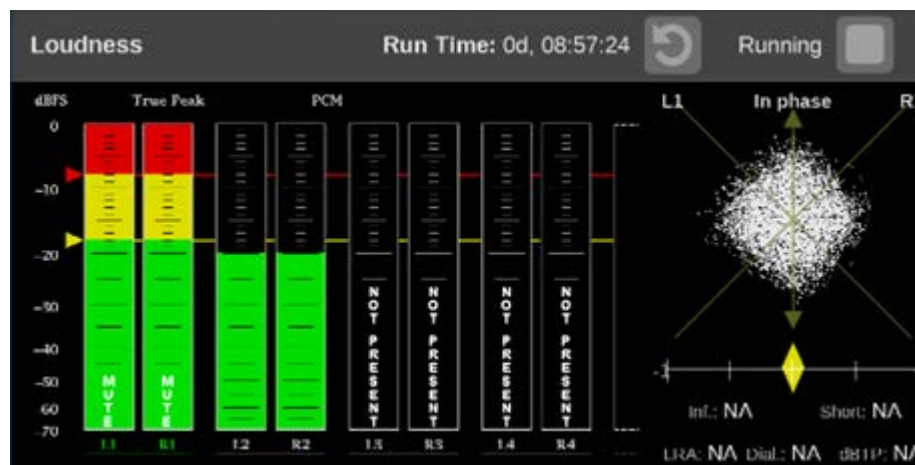 Loudness Run Time: 0d, 08:57:24 Running
dBFS True Peak PCM
L1 In phase R
0
-10
-20
-30
-40
-50
60
-70
MUTE MUTE NOT PRESENT NOT PRESENT NOT PRESENT NOT PRESENT
L1 R1 L2 R2 L3 R3 L4 R4
-1
Inf.: NA Short: NA
LRA: NA Dial.: NA dBTP: NA